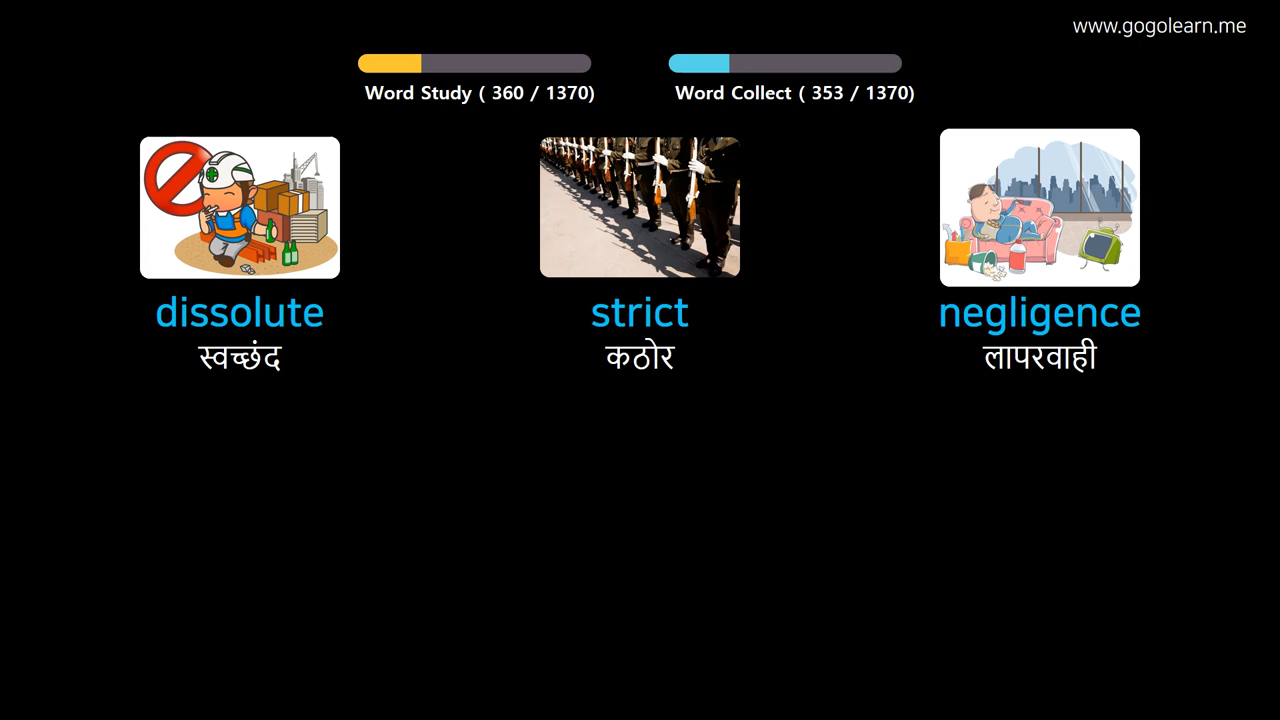 www.gogolearn.me
Word Study ( 360 / 1370)
Word Collect ( 353 / 1370)
dissolute
स्वच्छंद
strict
कठोर
negligence
लापरवाही